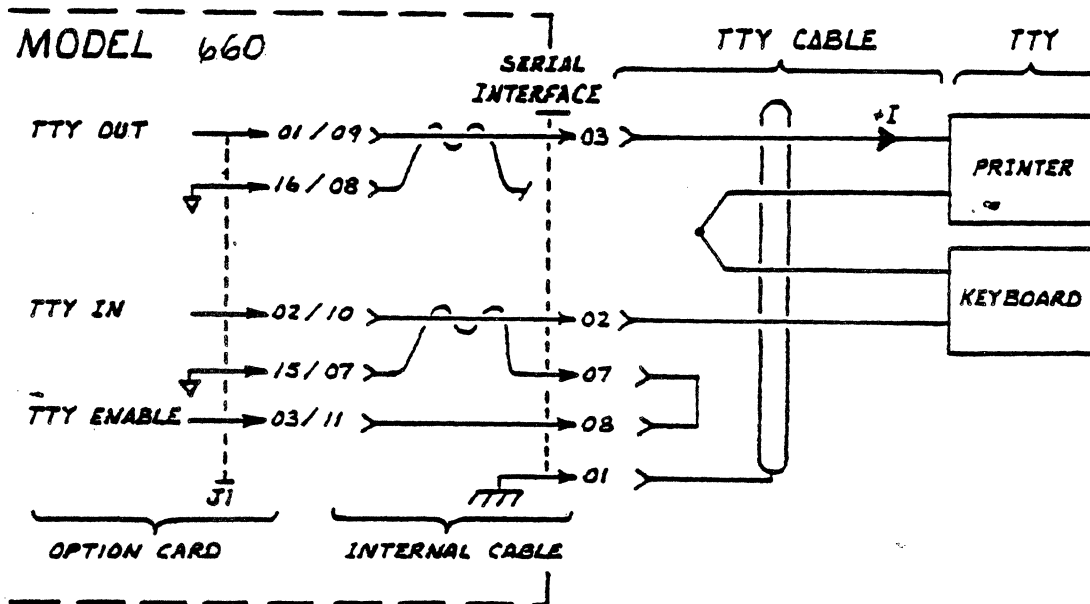 MODEL 660
TTY CABLE
TTY
SERIAL
INTERFACE
TTY OUT
01/09
03
+I
PRINTER
16/08
TTY IN
02/10
02
KEYBOARD
15/07
07
TTY ENABLE
03/11
08
01
J1
OPTION CARD
INTERNAL CABLE